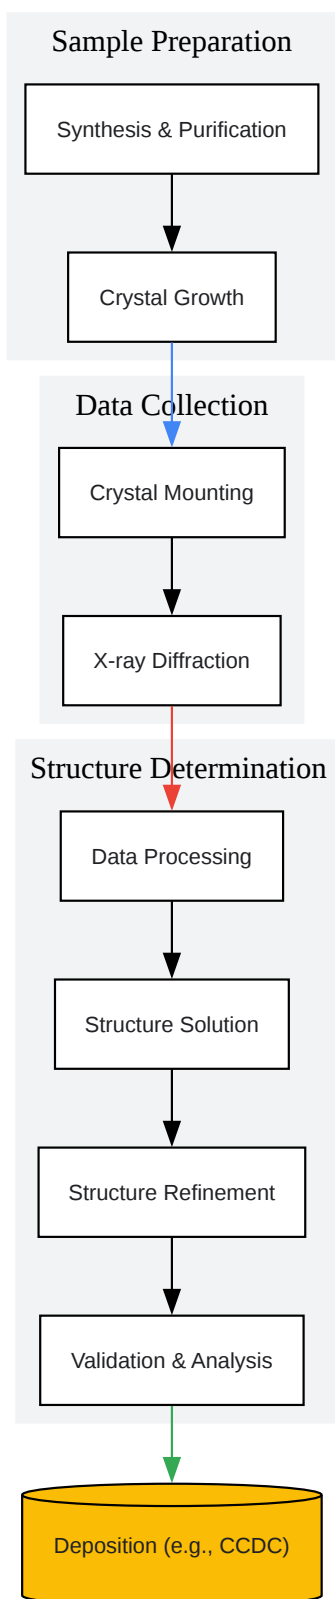 Sample Preparation
Synthesis & Purification
Crystal Growth
Data Collection
Crystal Mounting
X-ray Diffraction
Structure Determination
Data Processing
Structure Solution
Structure Refinement
Validation & Analysis
Deposition (e.g., CCDC)